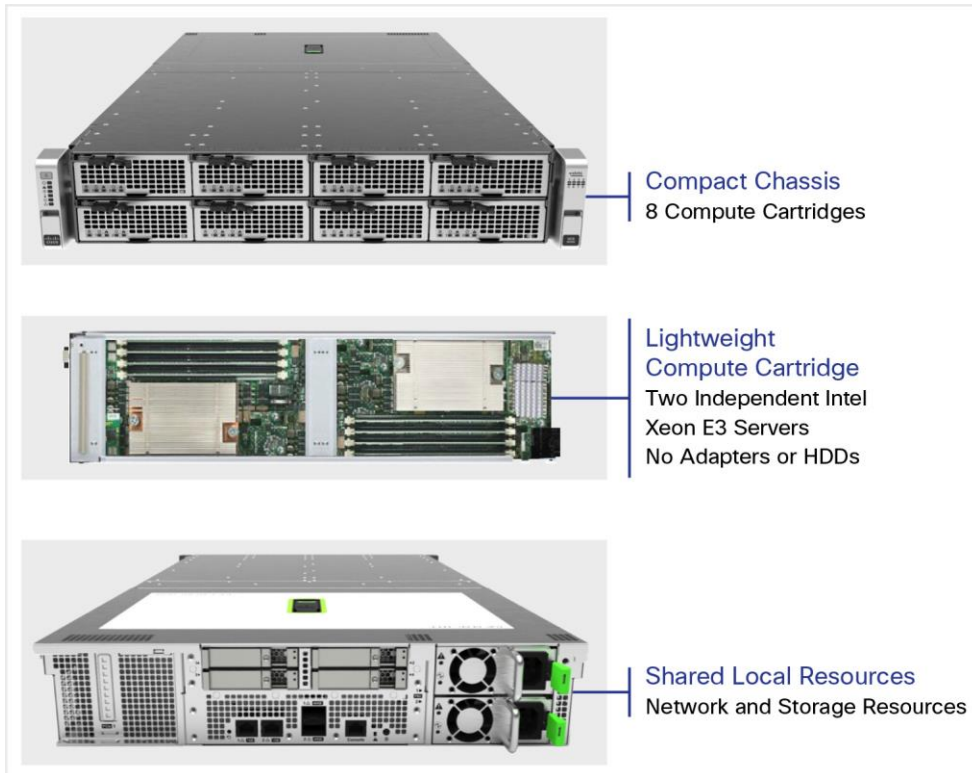 Compact Chassis
8 Compute Cartridges
Lightweight
Compute Cartridge
Two Independent Intel
Xeon E3 Servers
No Adapters or HDDs
Shared Local Resources
Network and Storage Resources